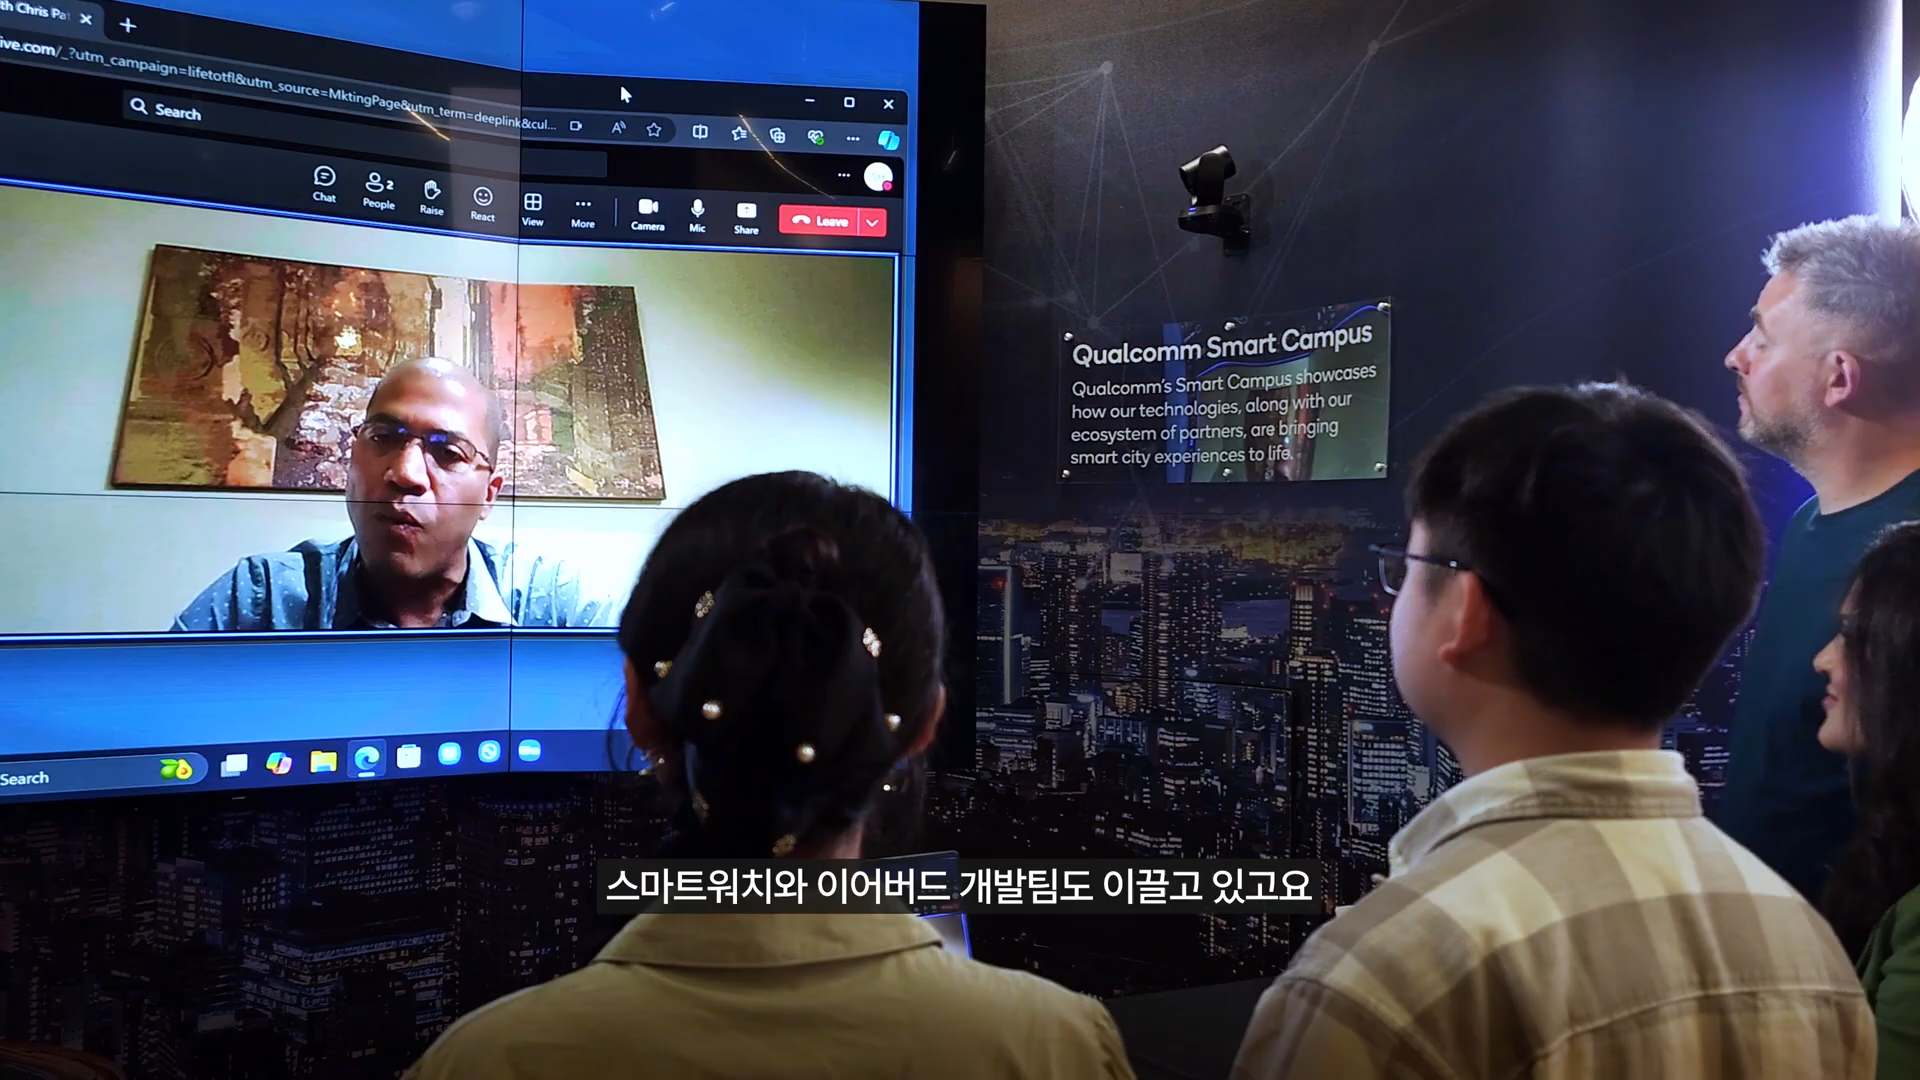 th Chris Pa
ive.com/_?utm_campaign=lifetotfl&utm_source=MktingPage&utm_term=deeplink&cul...
Search
Chat
People 2
Raise
React
View
More
Camera
Mic
Share
Leave
Qualcomm Smart Campus
Qualcomm's Smart Campus showcases
how our technologies, along with our
ecosystem of partners, are bringing
smart city experiences to life.
Search
스마트워치와 이어버드 개발팀도 이끌고 있고요